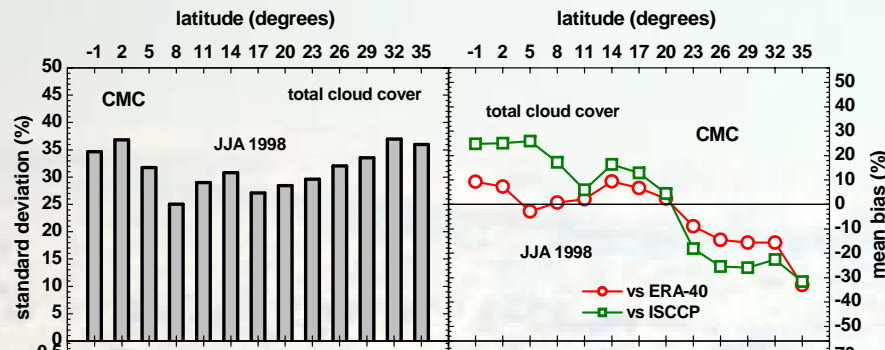 latitude (degrees)
-1 2 5 8 11 14 17 20 23 26 29 32 35
standard deviation (%)
50
45
40
35
30
25
20
15
10
5
0
CMC
total cloud cover
JJA 1998
latitude (degrees)
-1 2 5 8 11 14 17 20 23 26 29 32 35
total cloud cover
CMC
JJA 1998
vs ERA-40
vs ISCCP
50
40
30
20
10
0
-10
-20
-30
-40
-50
mean bias (%)